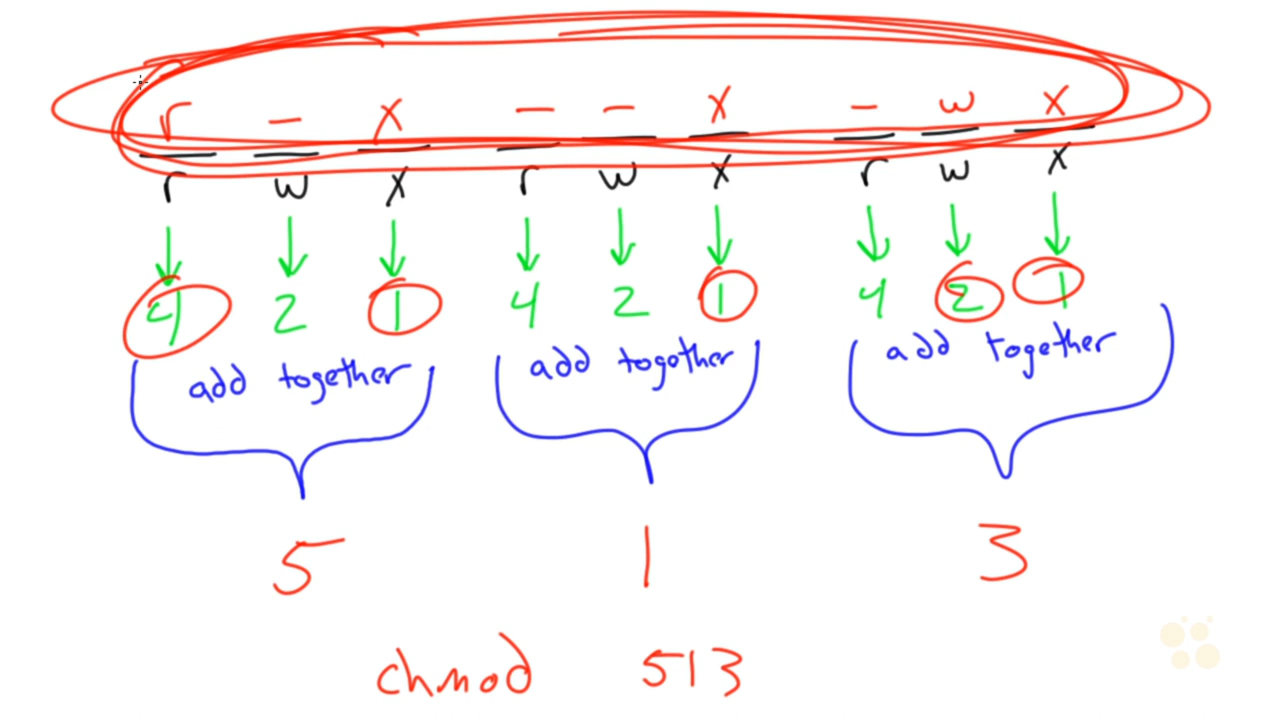 r - x - - x - w x
r w x r w x r w x
4 2 1 4 2 1 4 2 1
add together add together add together
5 1 3
chmod 513